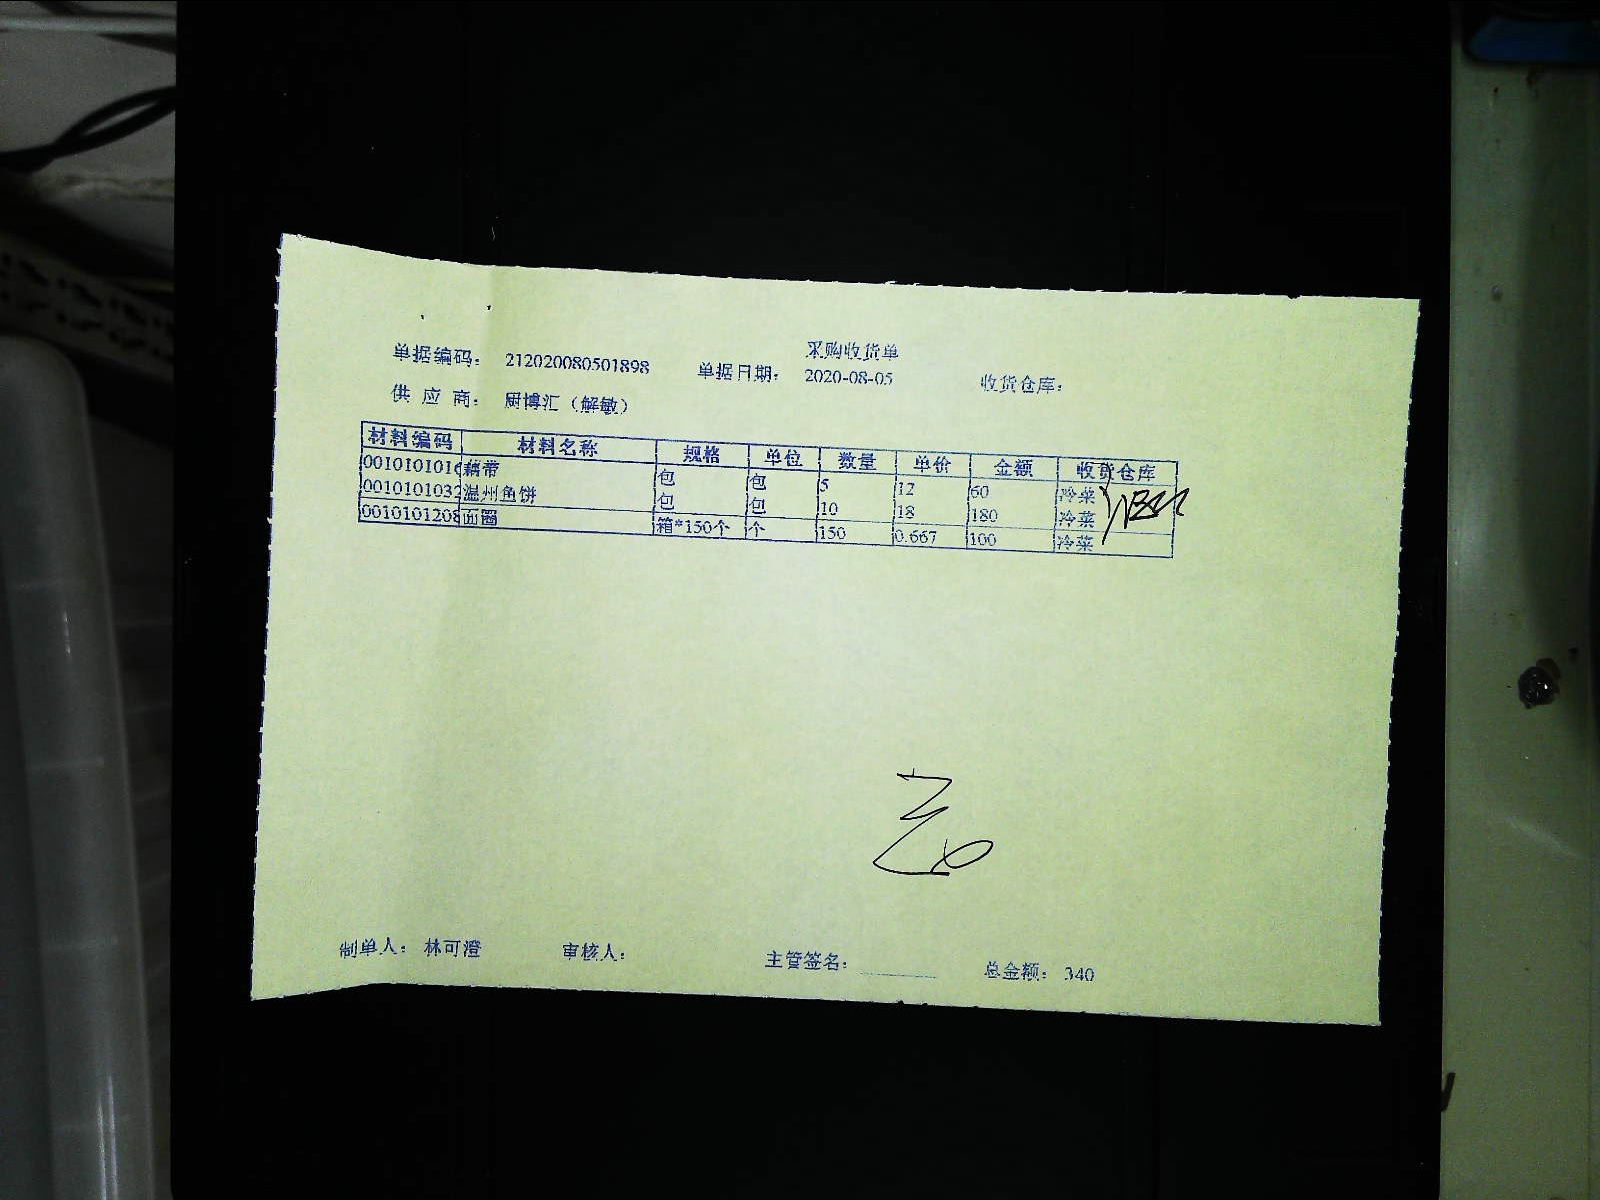 采购收货单
单据编码： 212020080501898 单据日期： 2020-08-05 收货仓库：
供 应 商： 厨博汇（解敏）
材料编码 材料名称 规格 单位 数量 单价 金额 收货仓库
001010101 藕带 包 包 5 12 60 冷菜
0010101032 温州鱼饼 包 包 10 18 180 冷菜
0010101208 面圈 箱*150个 个 150 0.667 100 冷菜
制单人： 林可澄 审核人： 主管签名： 总金额： 340